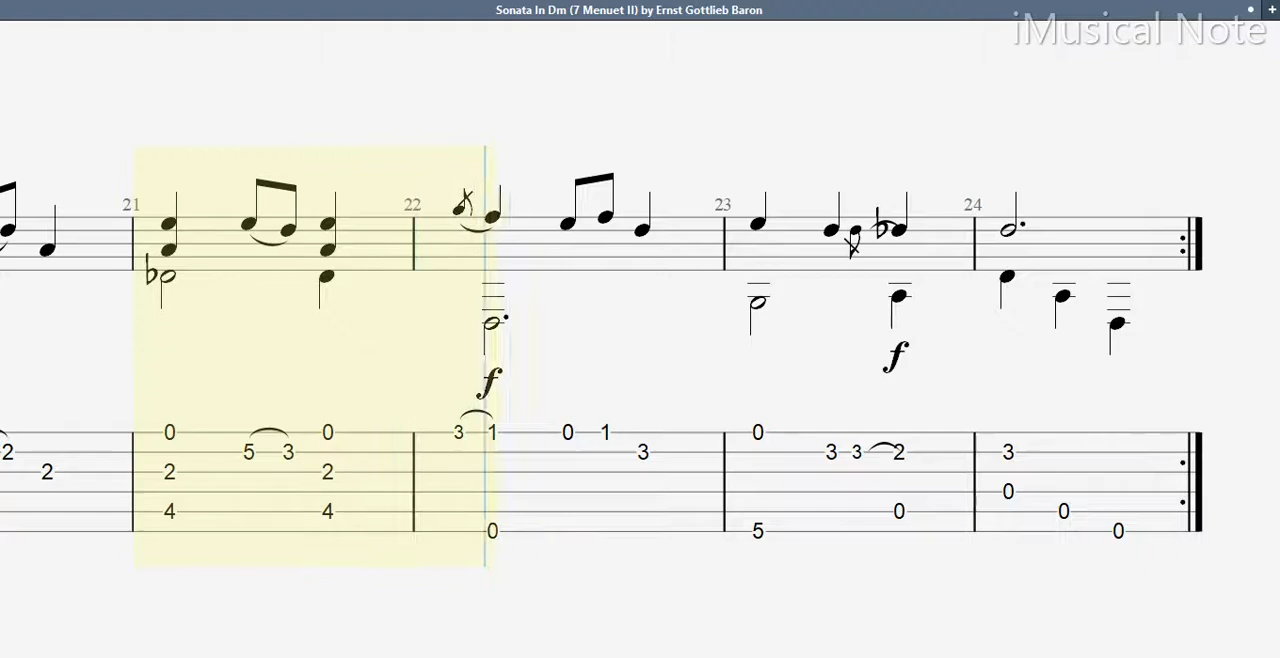 Sonata In Dm (7 Menuet II) by Ernst Gottlieb Baron
iMusical Note
21 22 23 24
f f
0 0 3 1 0 1 0
2 5 3 3 3 3 2 3
2 2 2
0
4 4 0 0
0 5 0